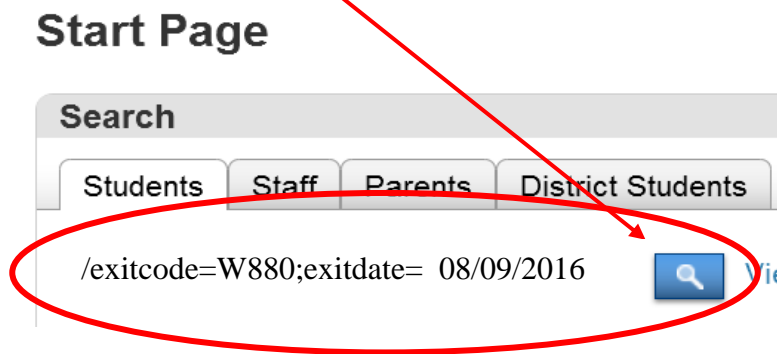 Start Page
Search
Students Staff Parents District Students
/exitcode=W880;exitdate= 08/09/2016